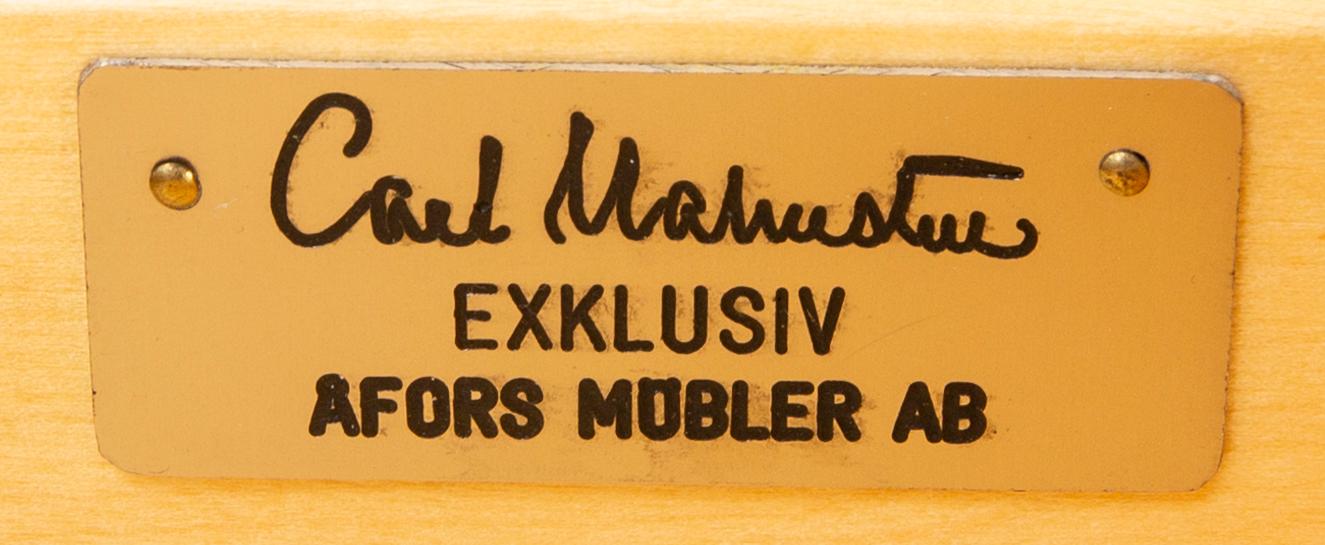 Carl Malmsten
EXKLUSIV
ÅFORS MÖBLER AB